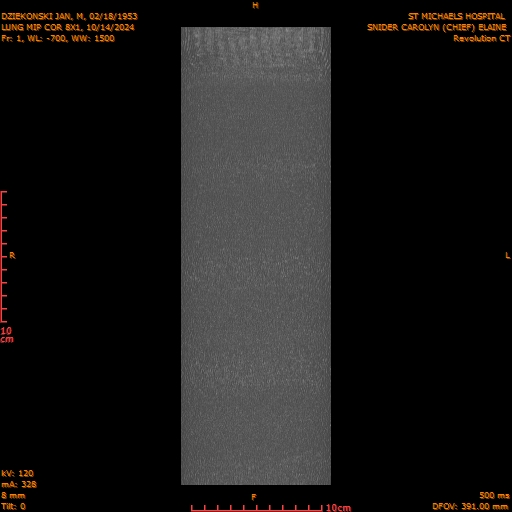 H
DZIEKONSKI JAN, M, 02/18/1953
LUNG MIP COR 8X1, 10/14/2024
Fr: 1, WL: -700, WW: 1500
ST MICHAELS HOSPITAL
SNIDER CAROLYN (CHIEF) ELAINE
Revolution CT
R
L
10
cm
kV: 120
mA: 328
8 mm
Tilt: 0
F
10cm
500 ms
DFOV: 391.00 mm